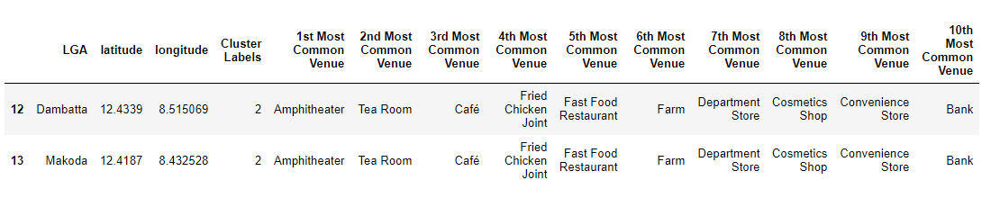 LGA latitude longitude Cluster Labels 1st Most Common Venue 2nd Most Common Venue 3rd Most Common Venue 4th Most Common Venue 5th Most Common Venue 6th Most Common Venue 7th Most Common Venue 8th Most Common Venue 9th Most Common Venue 10th Most Common Venue
12 Dambatta 12.4339 8.515069 2 Amphitheater Tea Room Café Fried Chicken Joint Fast Food Restaurant Farm Department Store Cosmetics Shop Convenience Store Bank
13 Makoda 12.4187 8.432528 2 Amphitheater Tea Room Café Fried Chicken Joint Fast Food Restaurant Farm Department Store Cosmetics Shop Convenience Store Bank